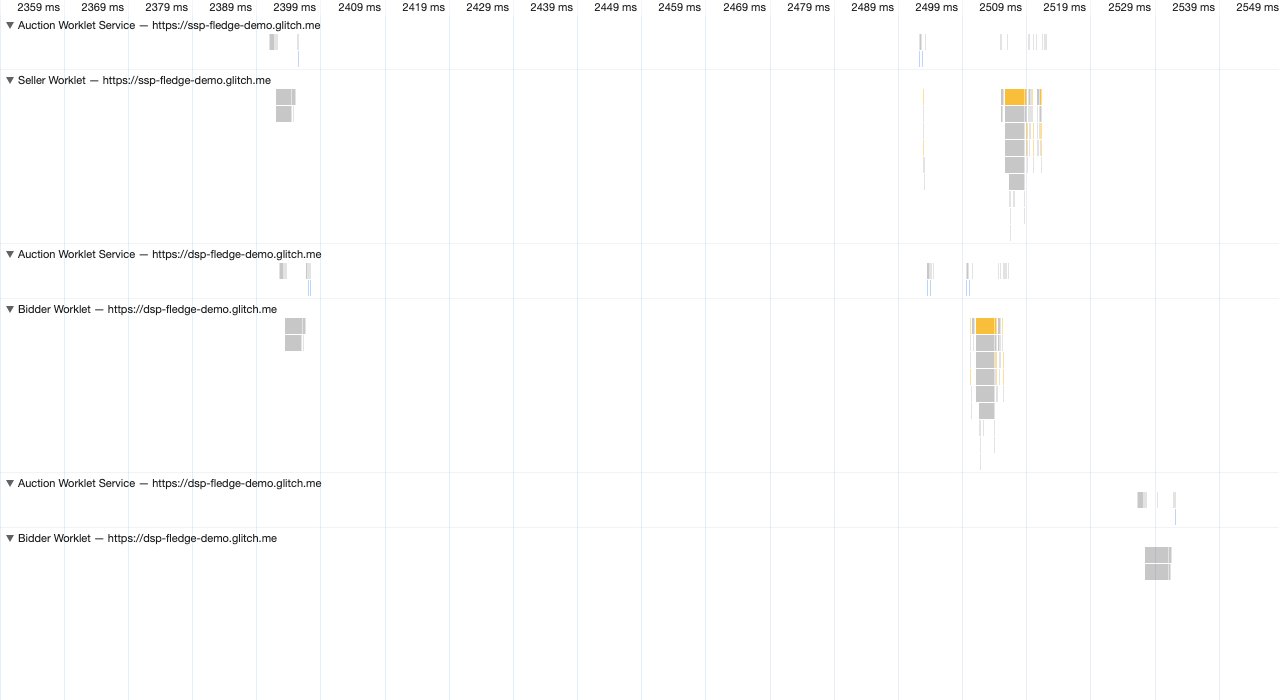 2359 ms 2369 ms 2379 ms 2389 ms 2399 ms 2409 ms 2419 ms 2429 ms 2439 ms 2449 ms 2459 ms 2469 ms 2479 ms 2489 ms 2499 ms 2509 ms 2519 ms 2529 ms 2539 ms 2549 ms
Auction Worklet Service — https://ssp-fledge-demo.glitch.me
Seller Worklet — https://ssp-fledge-demo.glitch.me
Auction Worklet Service — https://dsp-fledge-demo.glitch.me
Bidder Worklet — https://dsp-fledge-demo.glitch.me
Auction Worklet Service — https://dsp-fledge-demo.glitch.me
Bidder Worklet — https://dsp-fledge-demo.glitch.me